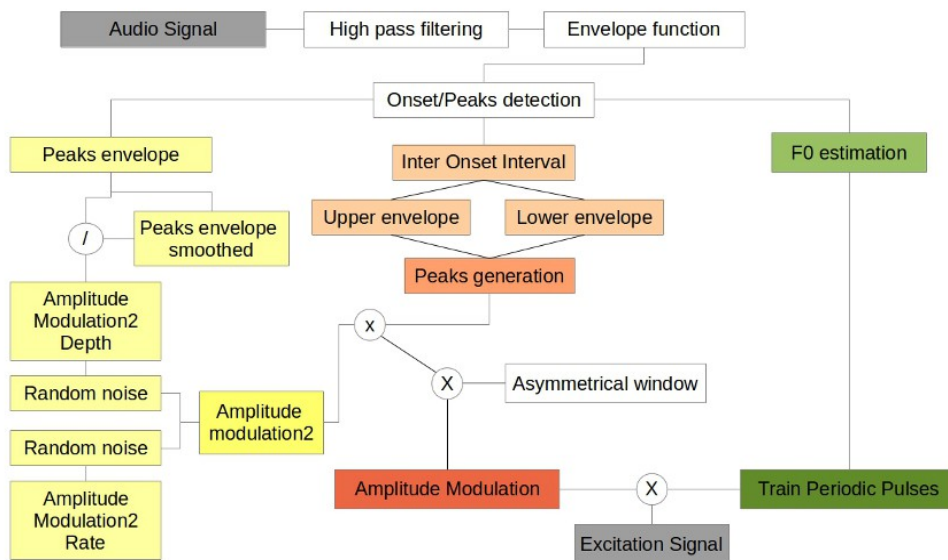 Audio Signal
High pass filtering
Envelope function
Onset/Peaks detection
Peaks envelope
Inter Onset Interval
F0 estimation
Upper envelope
Lower envelope
/
Peaks envelope
smoothed
Peaks generation
Amplitude
Modulation2
Depth
x
X
Asymmetrical window
Random noise
Amplitude
modulation2
Random noise
Amplitude
Modulation2
Rate
Amplitude Modulation
X
Train Periodic Pulses
Excitation Signal